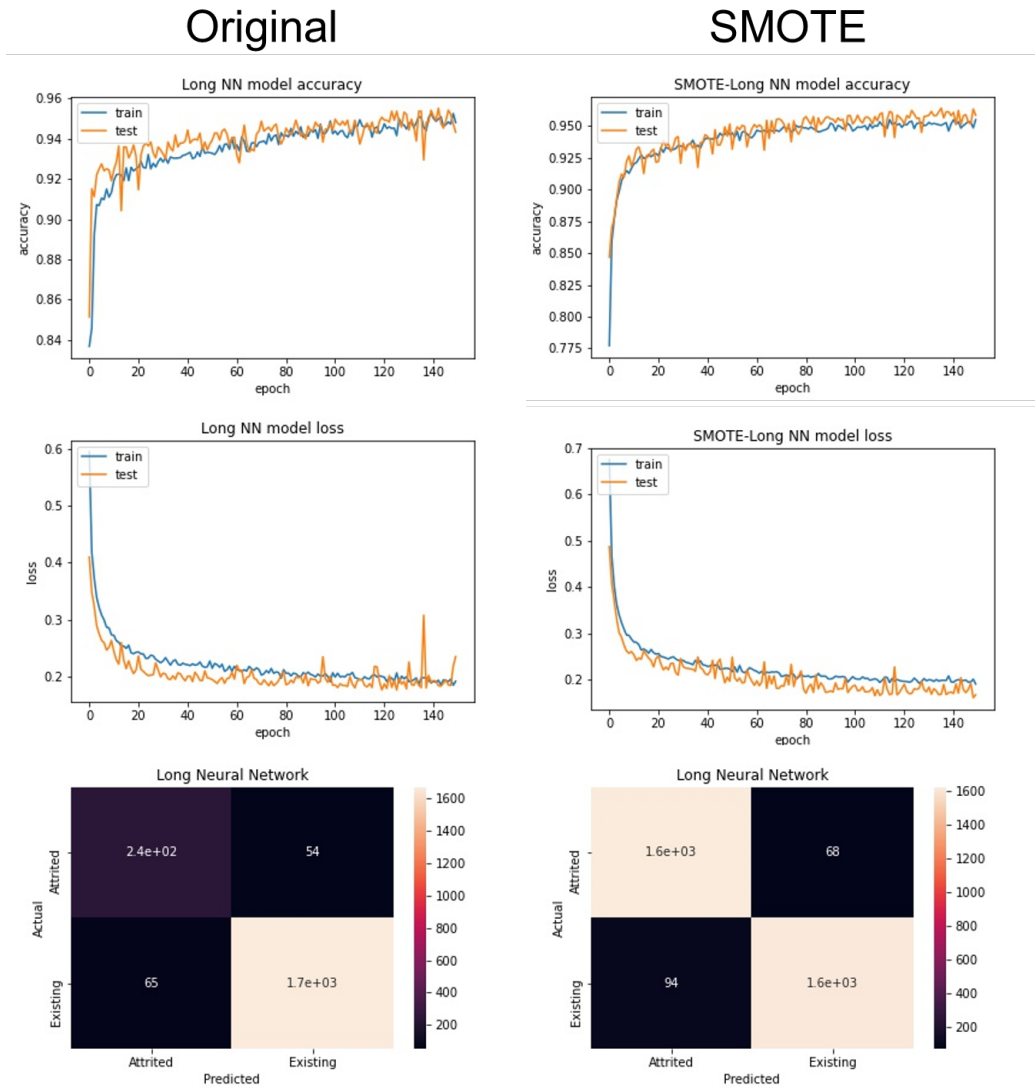 Original
SMOTE
Long NN model accuracy
train
test
0.96
0.94
0.92
0.90
0.88
0.86
0.84
accuracy
0 20 40 60 80 100 120 140
epoch
SMOTE-Long NN model accuracy
train
test
0.950
0.925
0.900
0.875
0.850
0.825
0.800
0.775
accuracy
0 20 40 60 80 100 120 140
epoch
Long NN model loss
train
test
0.6
0.5
0.4
0.3
0.2
loss
0 20 40 60 80 100 120 140
epoch
SMOTE-Long NN model loss
train
test
0.7
0.6
0.5
0.4
0.3
0.2
loss
0 20 40 60 80 100 120 140
epoch
Long Neural Network
2.4e+02 54
65 1.7e+03
Attrited
Existing
Actual
Attrited Existing
Predicted
1600
1400
1200
1000
800
600
400
200
Long Neural Network
1.6e+03 68
94 1.6e+03
Attrited
Existing
Actual
Attrited Existing
Predicted
1600
1400
1200
1000
800
600
400
200